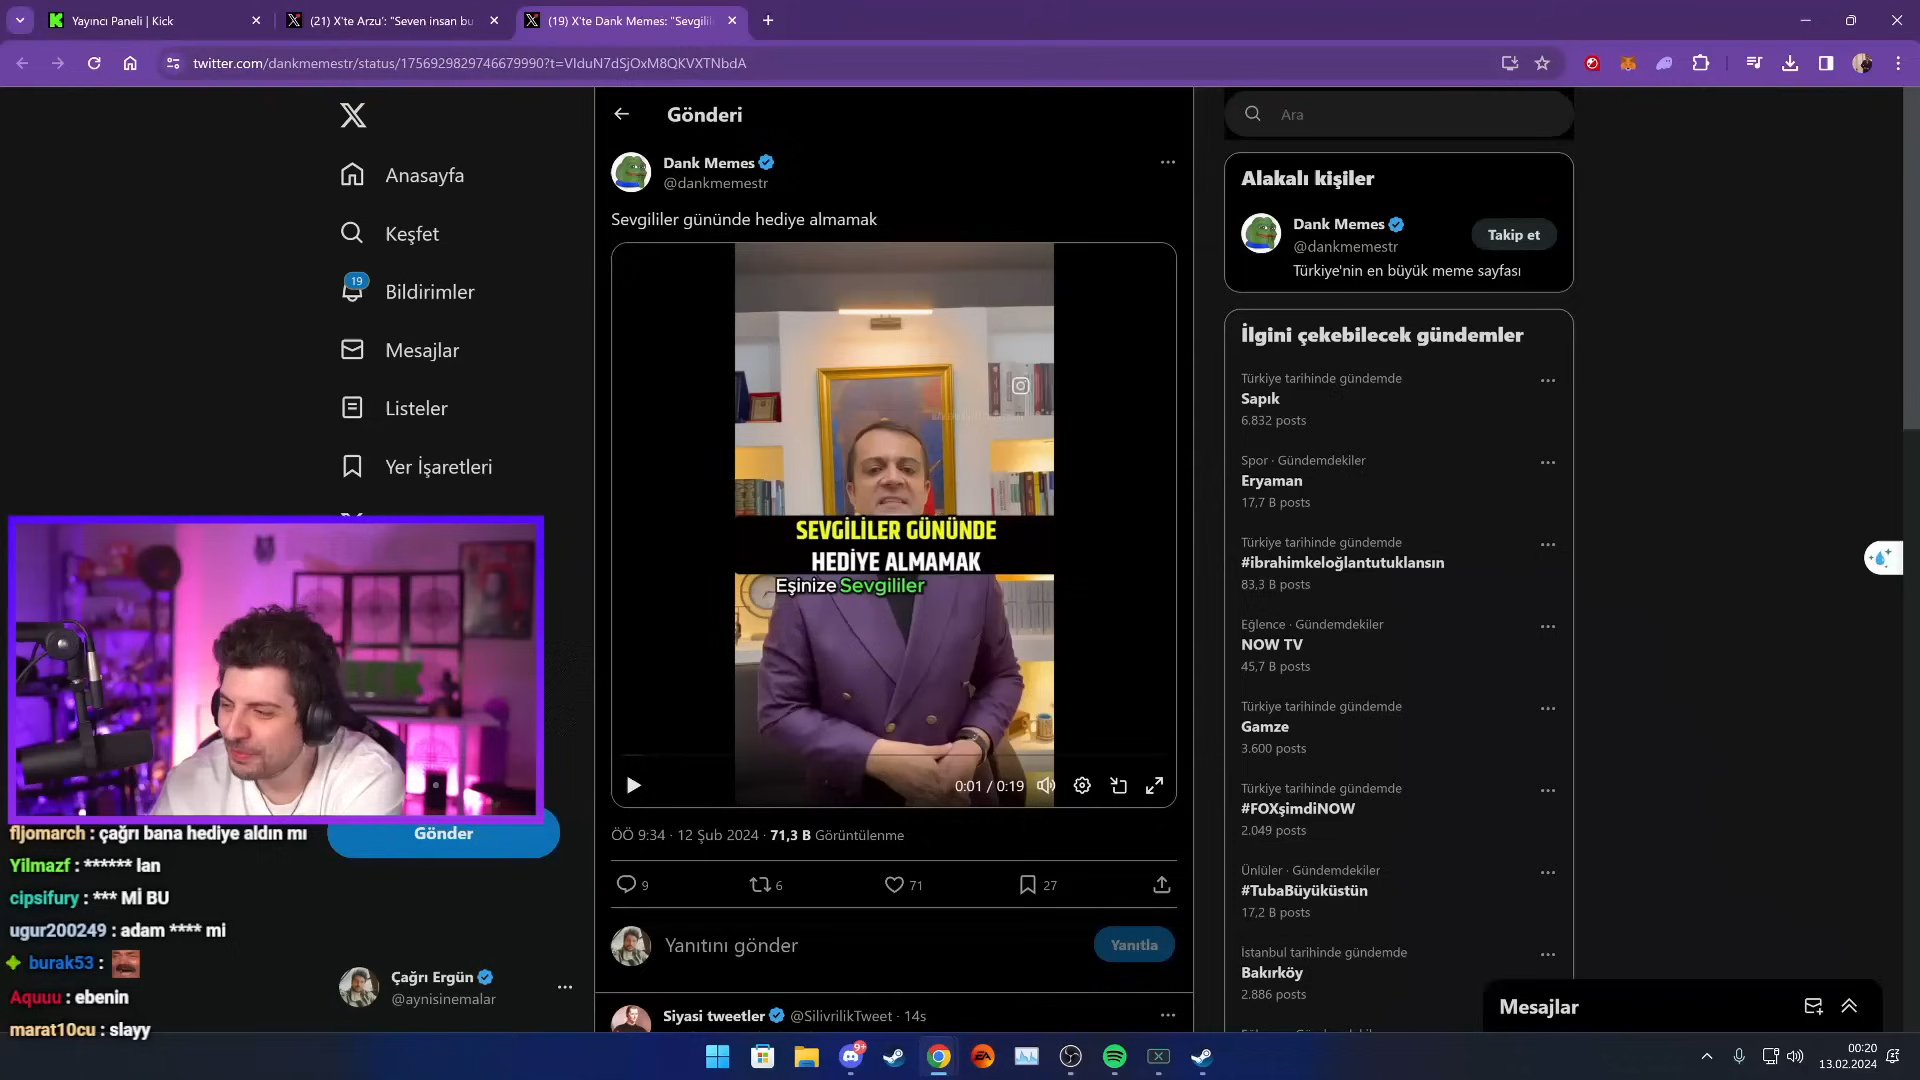 Yayıncı Paneli | Kick
(21) X'te Arzu': "Seven insan bu
(19) X'te Dank Memes: "Sevgilile
twitter.com/dankmemestr/status/1756929829746679990?t=VlduN7dSjOxM8QKVXTNbdA
Anasayfa
Keşfet
19
Bildirimler
Mesajlar
Listeler
Yer İşaretleri
Gönder
fljomarch : çağrı bana hediye aldın mı
Yilmazf : ****** lan
cipsifury : *** Mİ BU
ugur200249 : adam **** mi
burak53 :
Aquuu : ebenin
marat10cu : slayy
Çağrı Ergün
@aynisinemalar
Gönderi
Dank Memes
@dankmemestr
Sevgililer gününde hediye almamak
SEVGİLİLER GÜNÜNDE
HEDİYE ALMAMAK
Eşinize Sevgililer
0:01 / 0:19
ÖÖ 9:34 · 12 Şub 2024 · 71,3 B Görüntülenme
9
6
71
27
Yanıtını gönder
Yanıtla
Siyasi tweetler @SilivrilikTweet · 14s
Ara
Alakalı kişiler
Dank Memes
@dankmemestr
Takip et
Türkiye'nin en büyük meme sayfası
İlgini çekebilecek gündemler
Türkiye tarihinde gündemde
Sapık
6.832 posts
Spor · Gündemdekiler
Eryaman
17,7 B posts
Türkiye tarihinde gündemde
#ibrahimkeloğlantutuklansın
83,3 B posts
Eğlence · Gündemdekiler
NOW TV
45,7 B posts
Türkiye tarihinde gündemde
Gamze
3.600 posts
Türkiye tarihinde gündemde
#FOXşimdiNOW
2.049 posts
Ünlüler · Gündemdekiler
#TubaBüyüküstün
17,2 B posts
İstanbul tarihinde gündemde
Bakırköy
2.886 posts
Mesajlar
9+
00:20
13.02.2024